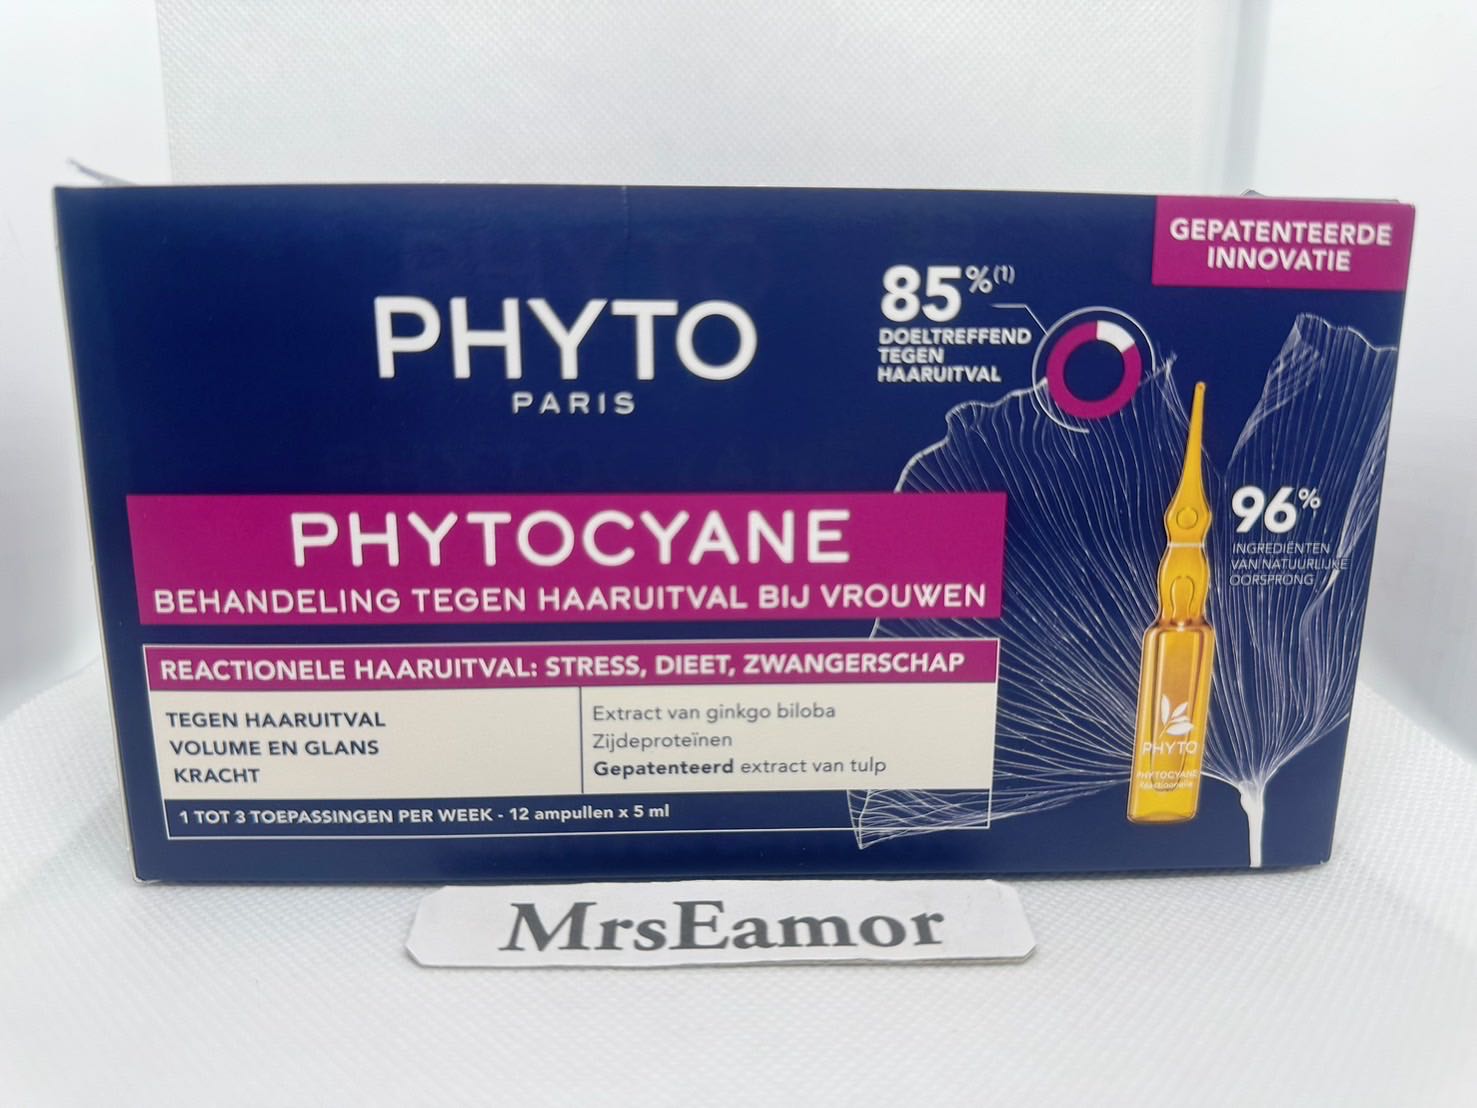 GEPATENTEERDE
INNOVATIE
PHYTO
PARIS
85%(1)
DOELTREFFEND
TEGEN
HAARUITVAL
96%
INGREDIËNTEN
VAN NATUURLIJKE
OORSPRONG
PHYTOCYANE
BEHANDELING TEGEN HAARUITVAL BIJ VROUWEN
REACTIONELE HAARUITVAL: STRESS, DIEET, ZWANGERSCHAP
TEGEN HAARUITVAL
VOLUME EN GLANS
KRACHT
Extract van ginkgo biloba
Zijdeproteïnen
Gepatenteerd extract van tulp
1 TOT 3 TOEPASSINGEN PER WEEK - 12 ampullen x 5 ml
PHYTO
PHYTOCYANE
MrsEamor